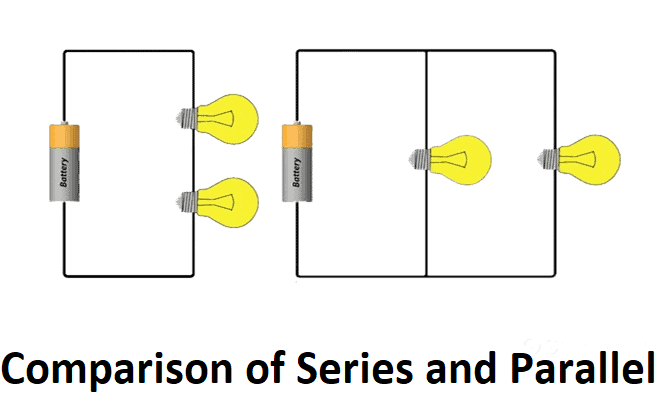 Battery
Battery
Comparison of Series and Parallel